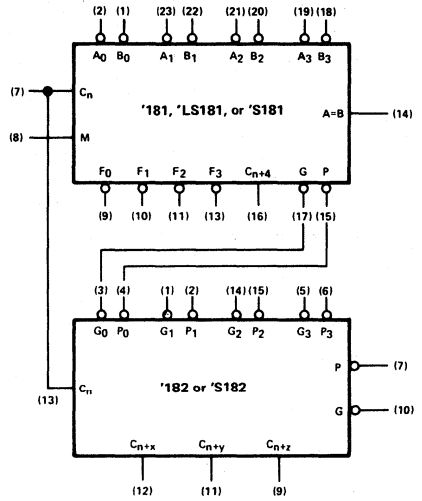 (2) (1) (23) (22) (21) (20) (19) (18)
A0 B0 A1 B1 A2 B2 A3 B3
(7) Cn
'181, 'LS181, or 'S181
A=B (14)
(8) M
F0 F1 F2 F3 Cn+4 G P
(9) (10) (11) (13) (16) (17) (15)
(3) (4) (1) (2) (14) (15) (5) (6)
G0 P0 G1 P1 G2 P2 G3 P3
P (7)
Cn
'182 or 'S182
(13)
G (10)
Cn+x Cn+y Cn+z
(12) (11) (9)